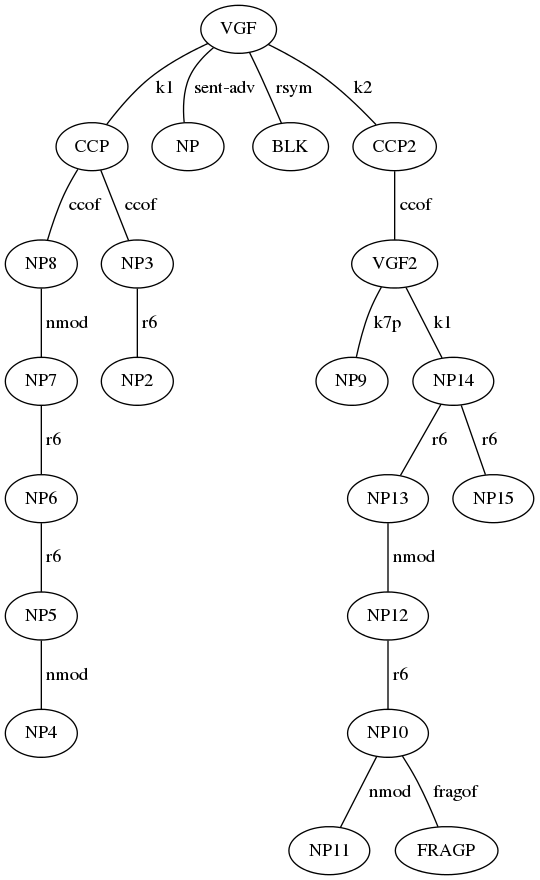 VGF
k1 sent-adv rsym k2
CCP NP BLK CCP2
ccof ccof ccof
NP8 NP3 VGF2
nmod r6 k7p k1
NP7 NP2 NP9 NP14
r6 r6 r6
NP6 NP13 NP15
r6 nmod
NP5 NP12
nmod r6
NP4 NP10
nmod fragof
NP11 FRAGP